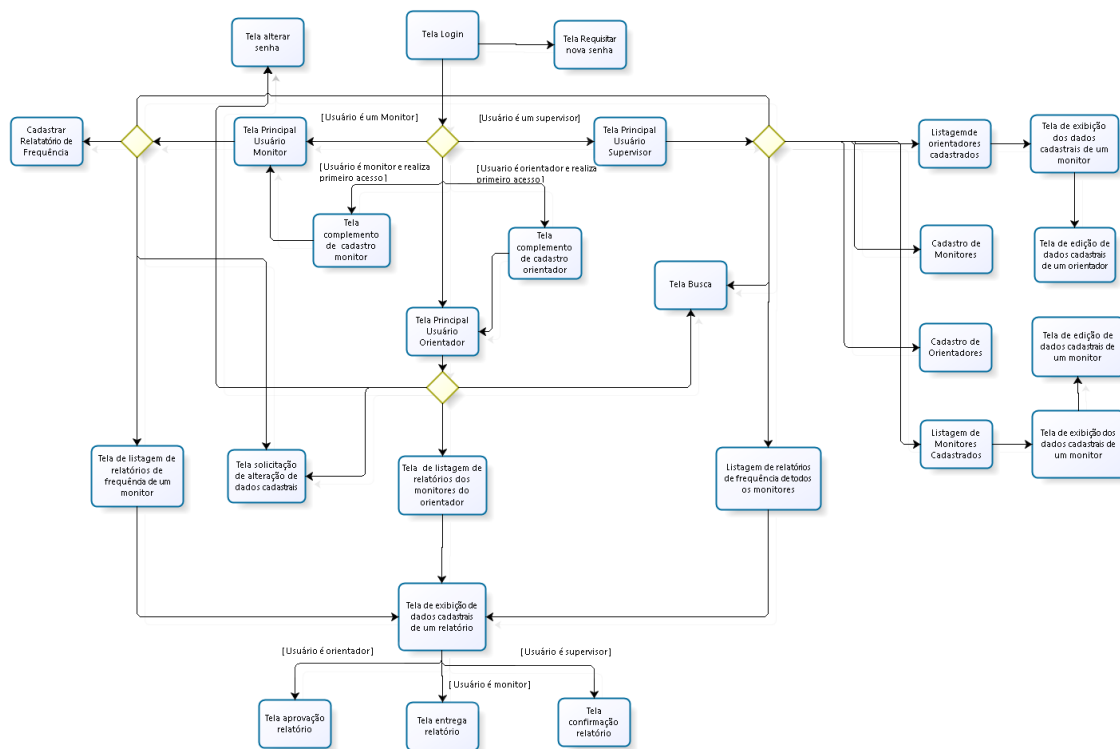 Tela alterar
senha
Tela Login
Tela Requisitar
nova senha
[Usuário é um Monitor]
[Usuário é um supervisor]
Cadastrar
Relatatório de
Frequência
Tela Principal
Usuário
Monitor
Tela Principal
Usuário
Supervisor
Listagemde
orientadores
cadastrados
Tela de exibição
dos dados
cadastrais de um
monitor
[Usuário é monitor e realiza
primeiro acesso]
[Usuario é orientador e realiza
primeiro acesso]
Tela
complemento
de cadastro
monitor
Tela
complemento
de cadastro
orientador
Cadastro de
Monitores
Tela de edição de
dados cadastrais
de um orientador
Tela Busca
Tela Principal
Usuário
Orientador
Cadastro de
Orientadores
Tela de edição de
dados cadastrais de
um monitor
Tela de listagem de
relatórios de
frequência de um
monitor
Tela solicitação
de alteração de
dados cadastrais
Tela de listagem de
relatórios dos
monitores do
orientador
Listagem de relatórios
de frequência de todos
os monitores
Listagem de
Monitores
Cadastrados
Tela de exibição dos
dados cadastrais de
um monitor
Tela de exibição de
dados cadastrais
de um relatório
[Usuário é orientador]
[Usuário é supervisor]
[Usuário é monitor]
Tela aprovação
relatório
Tela entrega
relatório
Tela
confirmação
relatório